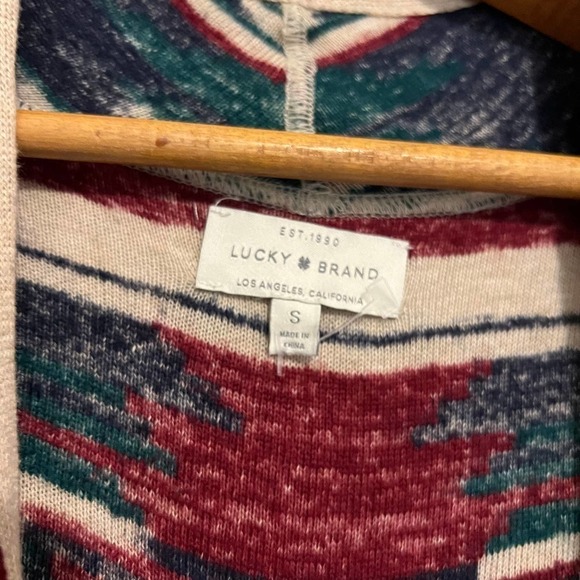 EST.1990
LUCKY BRAND
LOS ANGELES, CALIFORNIA
S
MADE IN
CHINA